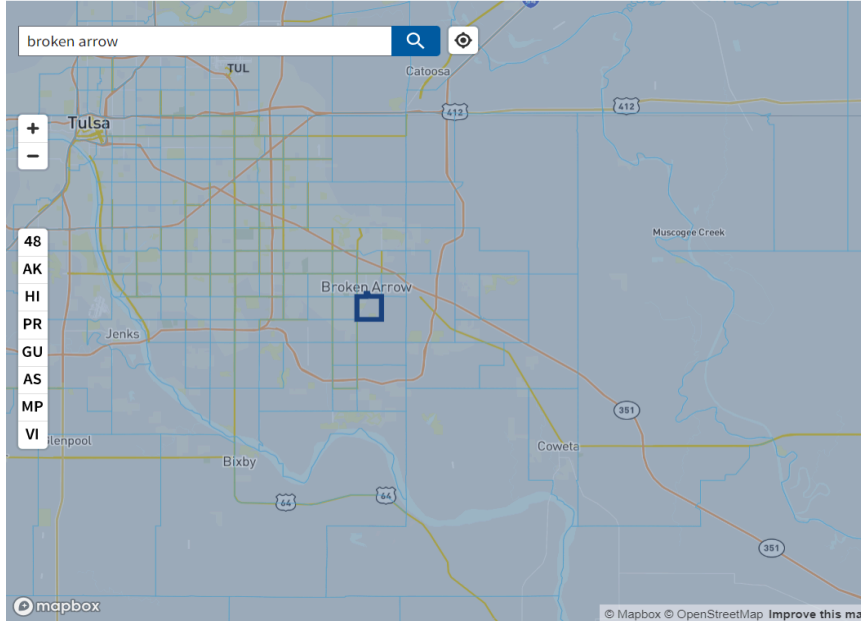 broken arrow
TUL
Catoosa
412
412
+
Tulsa
−
48
Muscogee Creek
AK
HI
Broken Arrow
PR
Jenks
GU
AS
MP
351
VI
Glenpool
Coweta
Bixby
64
64
351
mapbox
© Mapbox © OpenStreetMap Improve this ma